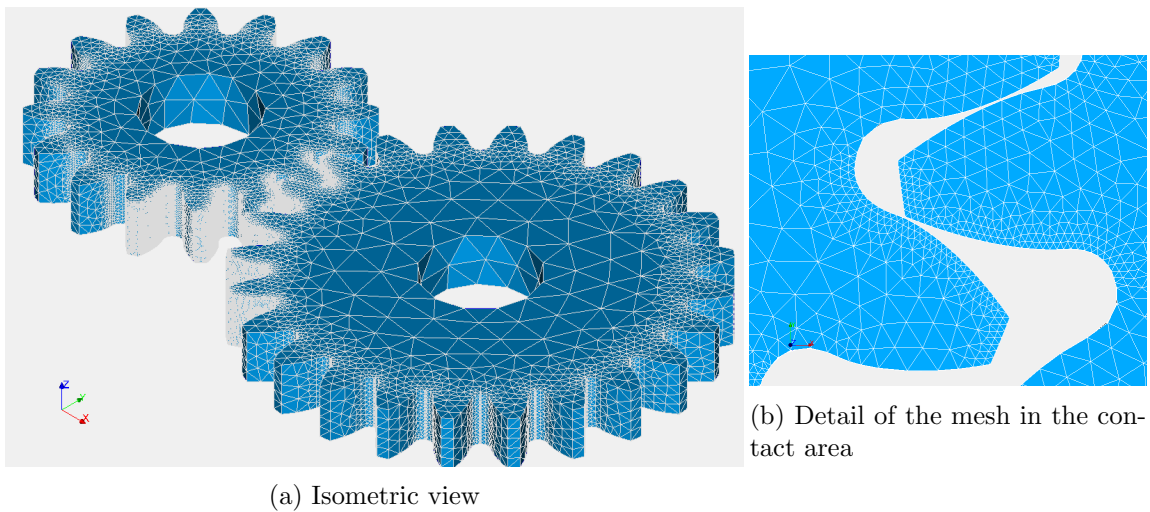 Z
Y
X
(a) Isometric view
(b) Detail of the mesh in the con-
tact area